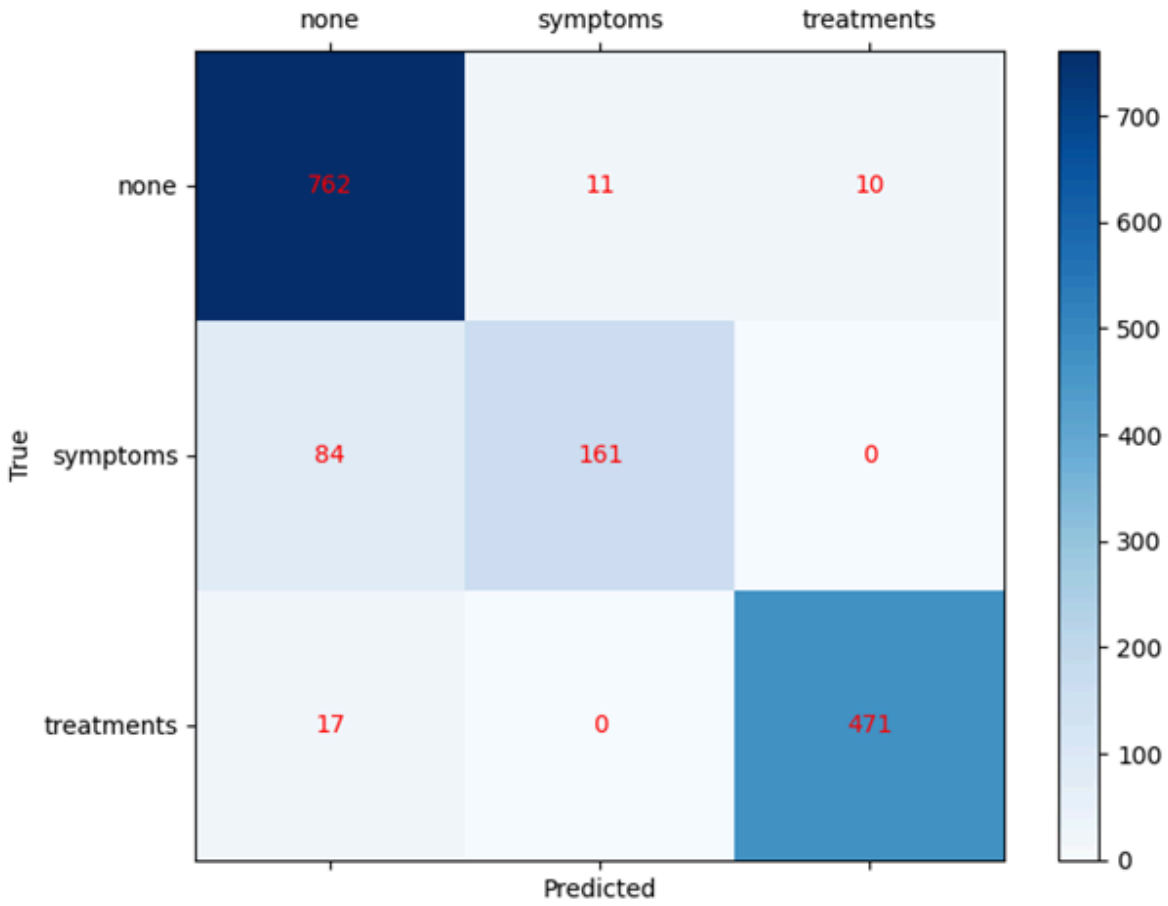 none symptoms treatments
700
none 762 11 10
600
500
True symptoms 84 161 0
400
300
200
treatments 17 0 471
100
0
Predicted